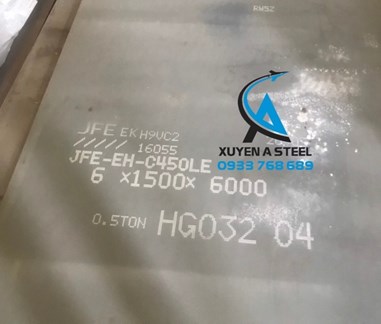 JFE EKH9VC2
///// 16055
JFE-EH-C450LE
6 ×1500× 6000
0.5TON HG032 04
XUYEN A STEEL
0933 768 689